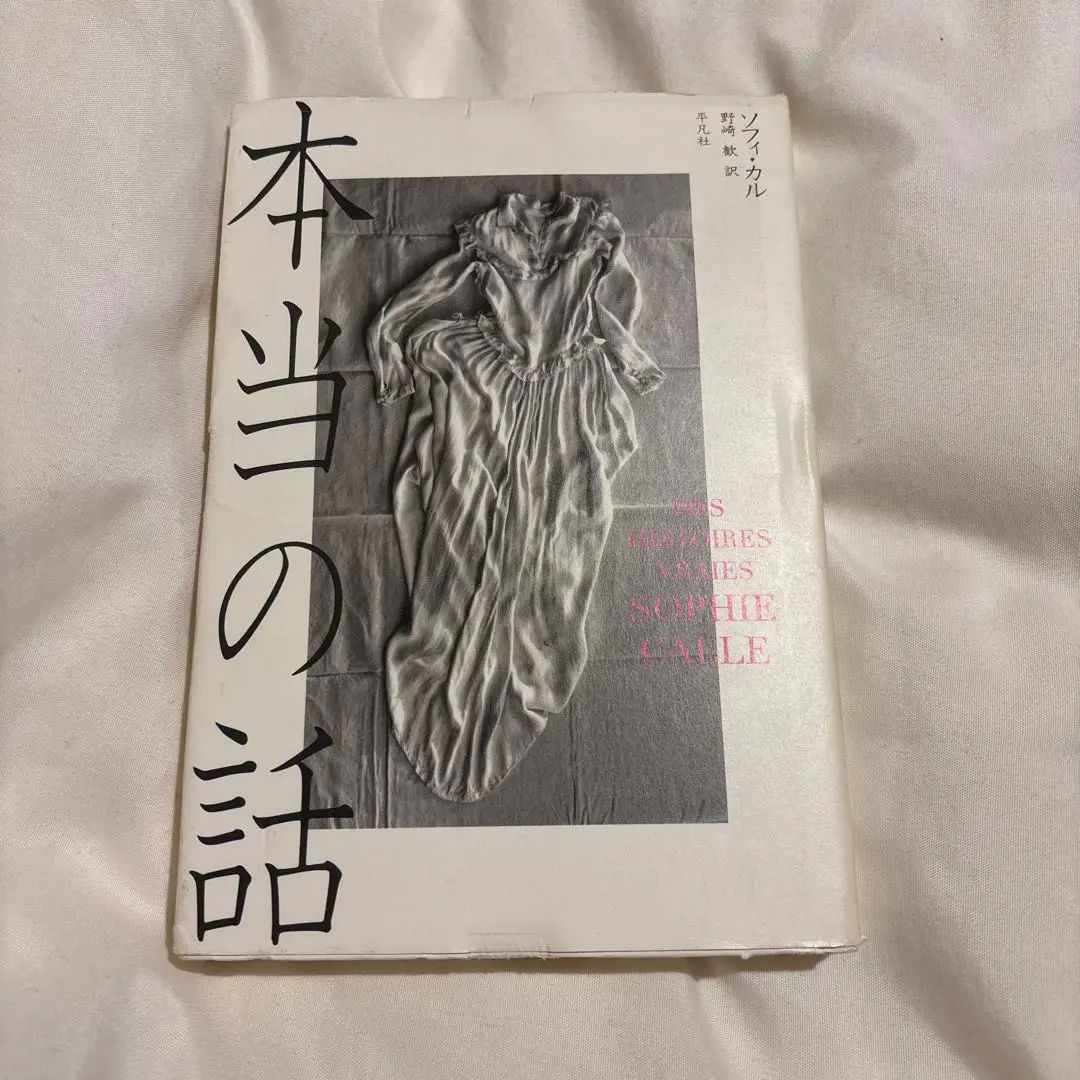 本当の話
ソフィ・カル
野崎 歓 訳
平凡社
DES
HISTOIRES
VRAIES
SOPHIE
CALLE